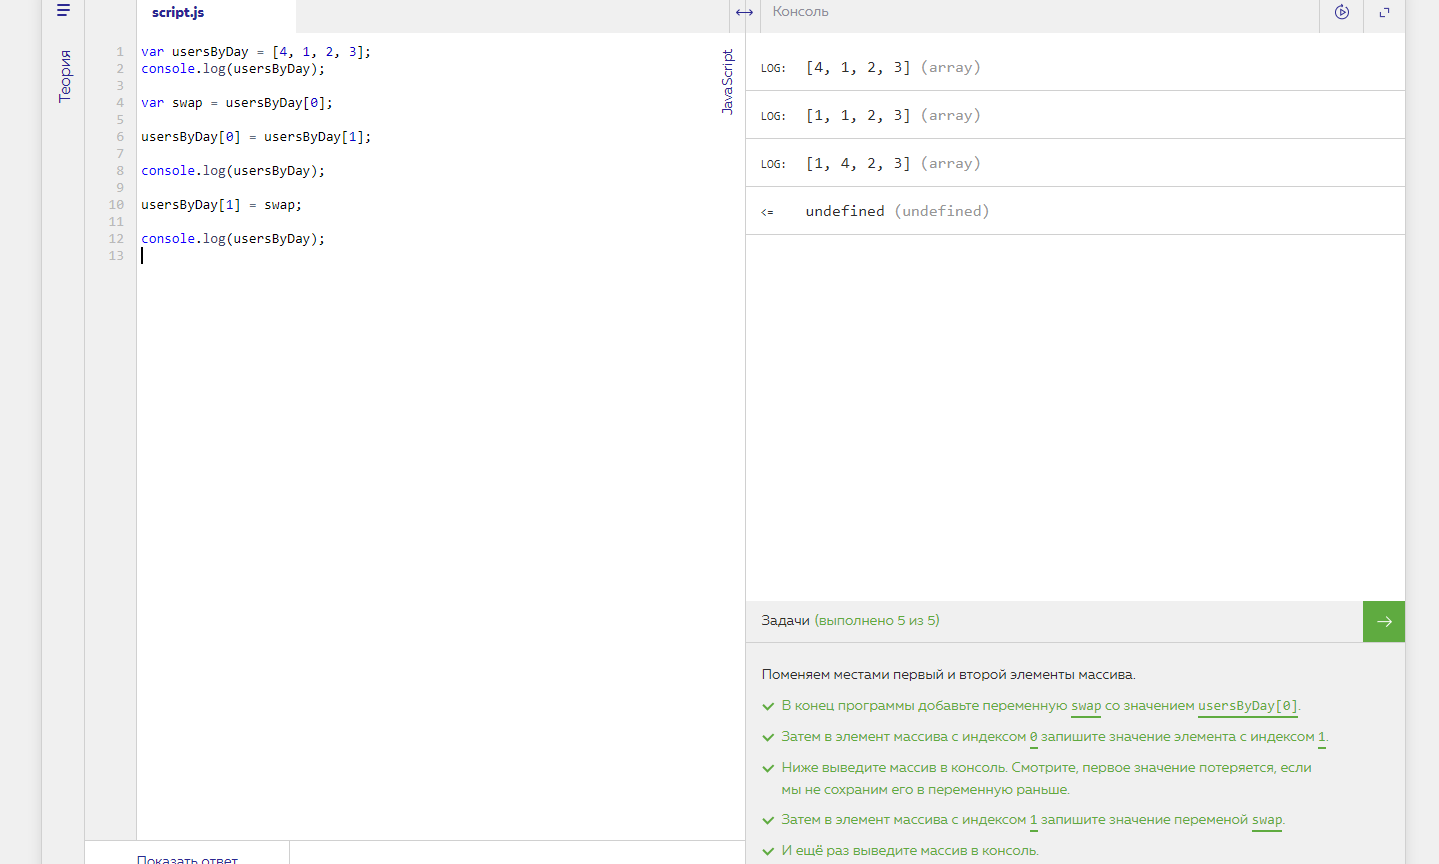 script.js
Консоль
Теория
JavaScript
1 var usersByDay = [4, 1, 2, 3];
2 console.log(usersByDay);
3
4 var swap = usersByDay[0];
5
6 usersByDay[0] = usersByDay[1];
7
8 console.log(usersByDay);
9
10 usersByDay[1] = swap;
11
12 console.log(usersByDay);
13
LOG: [4, 1, 2, 3] (array)
LOG: [1, 1, 2, 3] (array)
LOG: [1, 4, 2, 3] (array)
<= undefined (undefined)
Задачи (выполнено 5 из 5)
Поменяем местами первый и второй элементы массива.
В конец программы добавьте переменную swap со значением usersByDay[0].
Затем в элемент массива с индексом 0 запишите значение элемента с индексом 1.
Ниже выведите массив в консоль. Смотрите, первое значение потеряется, если
мы не сохраним его в переменную раньше.
Затем в элемент массива с индексом 1 запишите значение переменой swap.
И ещё раз выведите массив в консоль.
Показать ответ